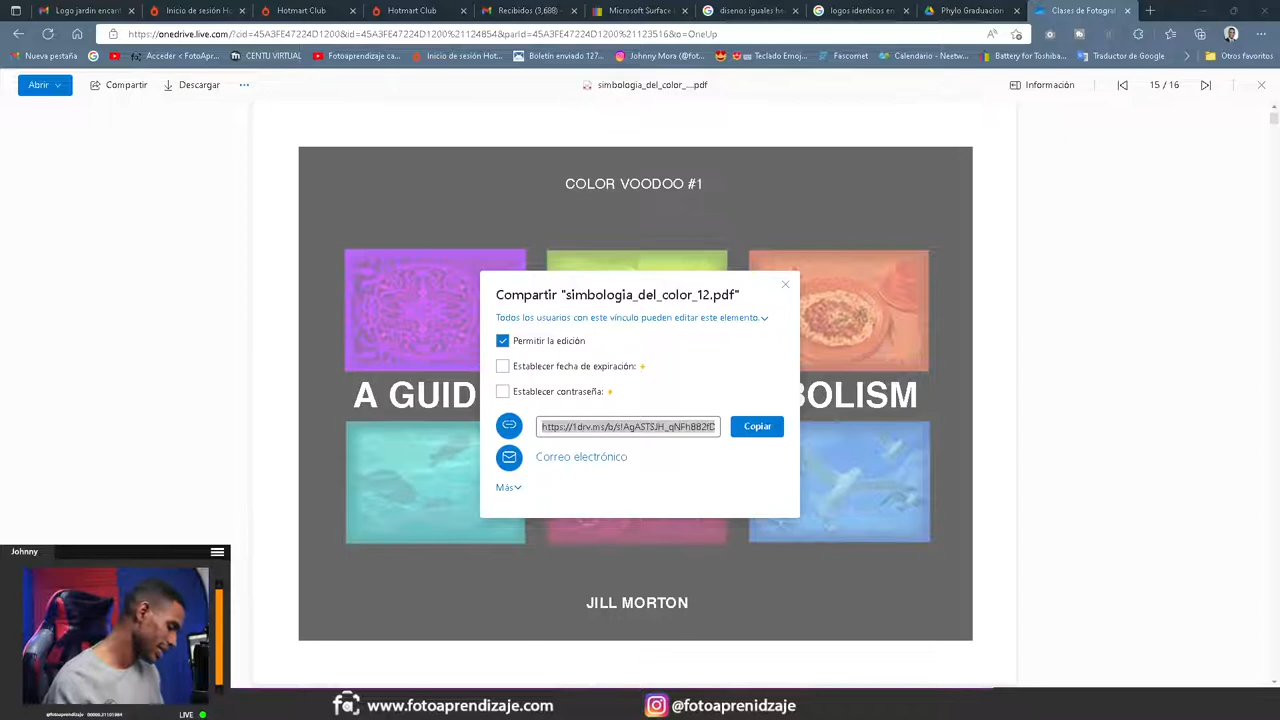 Logo jardin encant
Inicio de sesión Ho
Hotmart Club
Hotmart Club
Recibidos (3,688) -
Microsoft Surface
disenos iguales he
logos identicos en
Phylo Graduacion
Clases de Fotograf
https://onedrive.live.com/?cid=45A3FE47224D1200&id=45A3FE47224D1200%21124854&parId=45A3FE47224D1200%21123516&o=OneUp
Nueva pestaña
Acceder < FotoApr...
CENTU VIRTUAL
Fotoaprendizaje ca...
Inicio de sesión Hot...
Boletín enviado 127...
Johnny Mora (@fot...
Teclado Emoj...
Fascomet
Calendario - Neetw...
Battery for Toshiba...
Traductor de Google
Otros favoritos
Abrir
Compartir
Descargar
simbologia_del_color_...pdf
Información
15 / 16
COLOR VOODOO #1
Compartir "simbologia_del_color_12.pdf"
Todos los usuarios con este vínculo pueden editar este elemento.
Permitir la edición
Establecer fecha de expiración:
Establecer contraseña:
A GUID
BOLISM
https://1drv.ms/b/s!AgASTSJH_qNFhBB2fD
Copiar
Correo electrónico
Más
JILL MORTON
Johnny
@fotoaprendizaje
LIVE
www.fotoaprendizaje.com
@fotoaprenidzaje